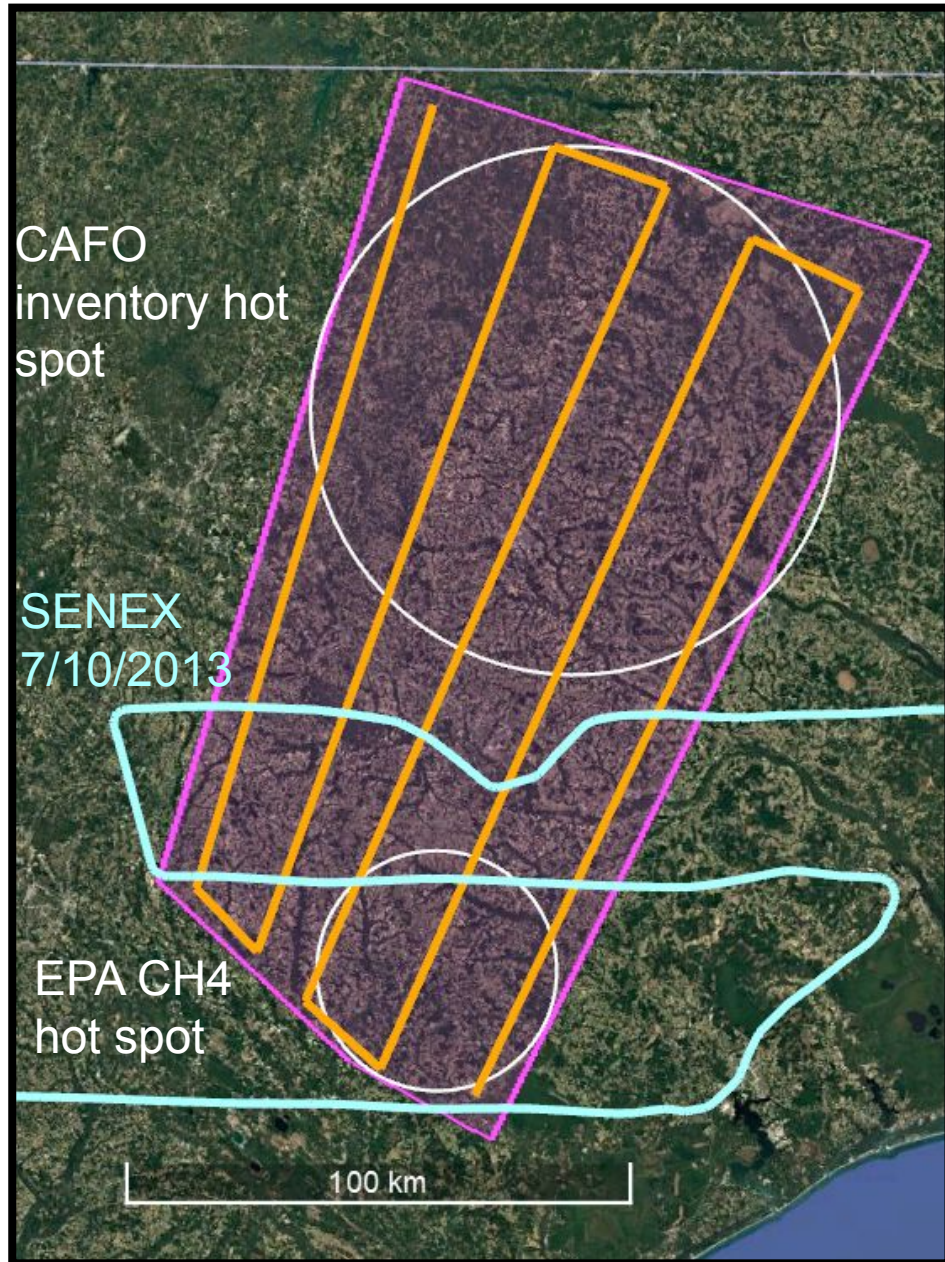 CAFO
inventory hot
spot
SENEX
7/10/2013
EPA CH4
hot spot
100 km